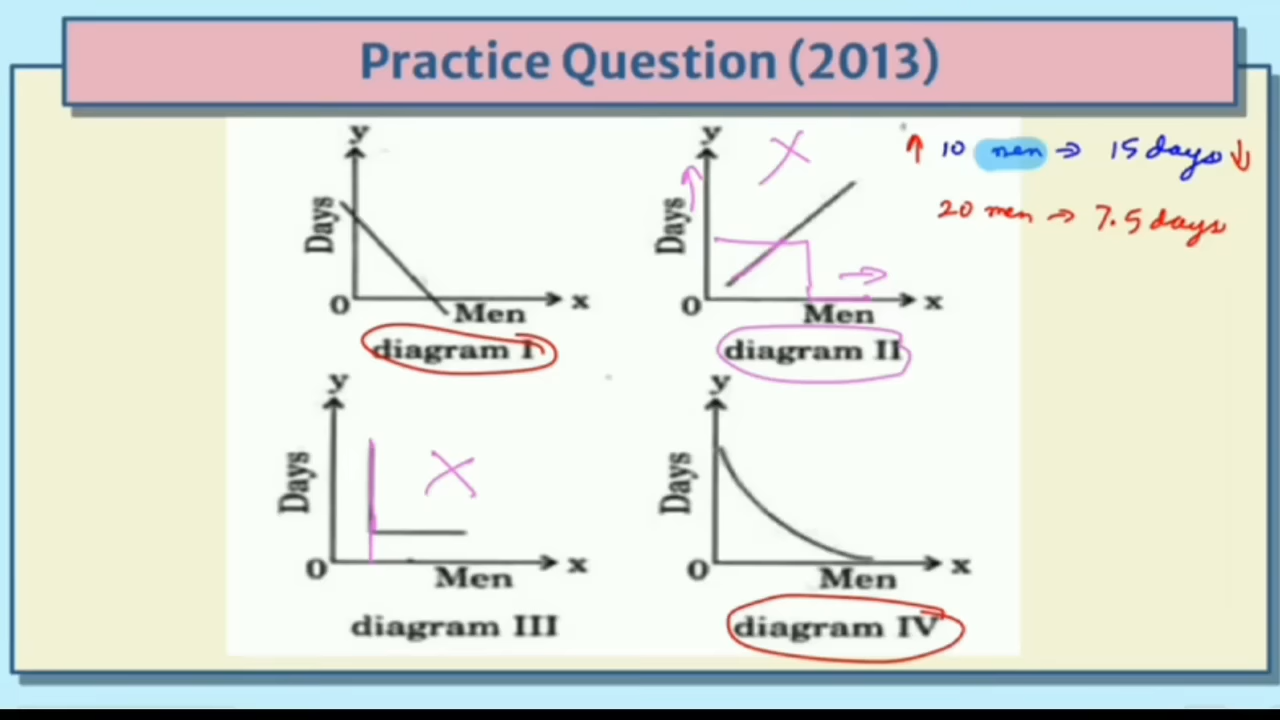 Practice Question (2013)
y
Days
0
Men
x
diagram I
y
Days
0
Men
x
diagram II
10 men → 15 days
20 men → 7.5 days
y
Days
0
Men
x
diagram III
y
Days
0
Men
x
diagram IV